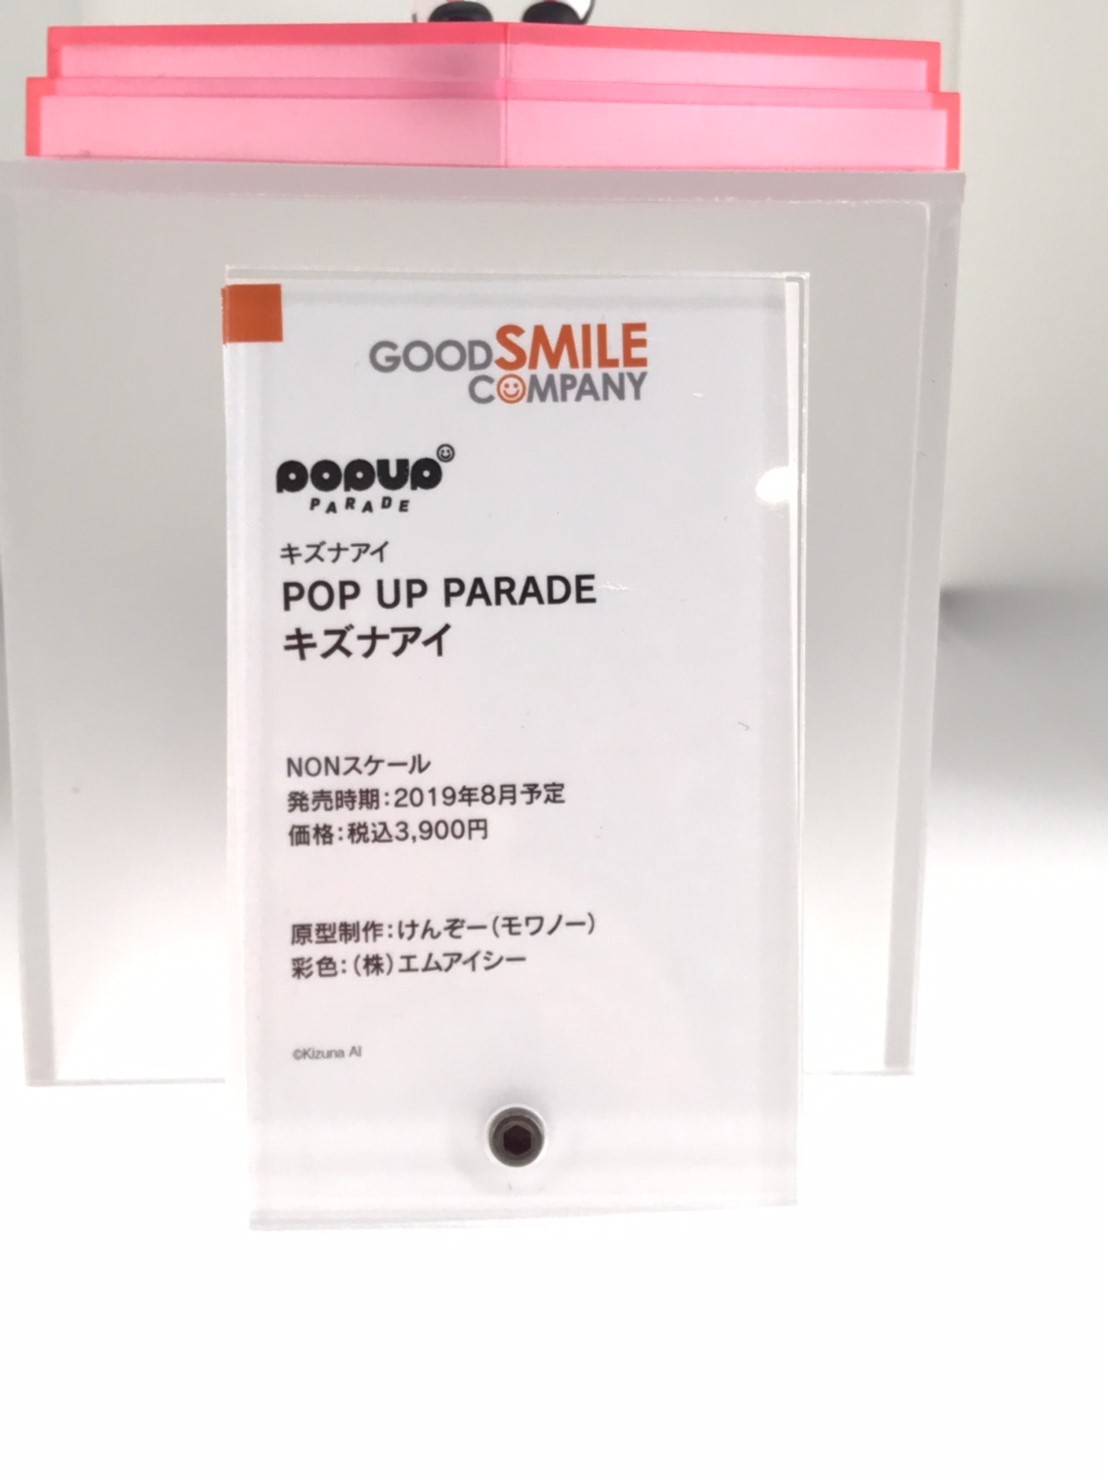 GOODSMILE
COMPANY
POPUP
PARADE
キズナアイ
POP UP PARADE
キズナアイ
NONスケール
発売時期:2019年8月予定
価格:税込3,900円
原型制作:けんぞー(モワノー)
彩色:(株)エムアイシー
©Kizuna AI